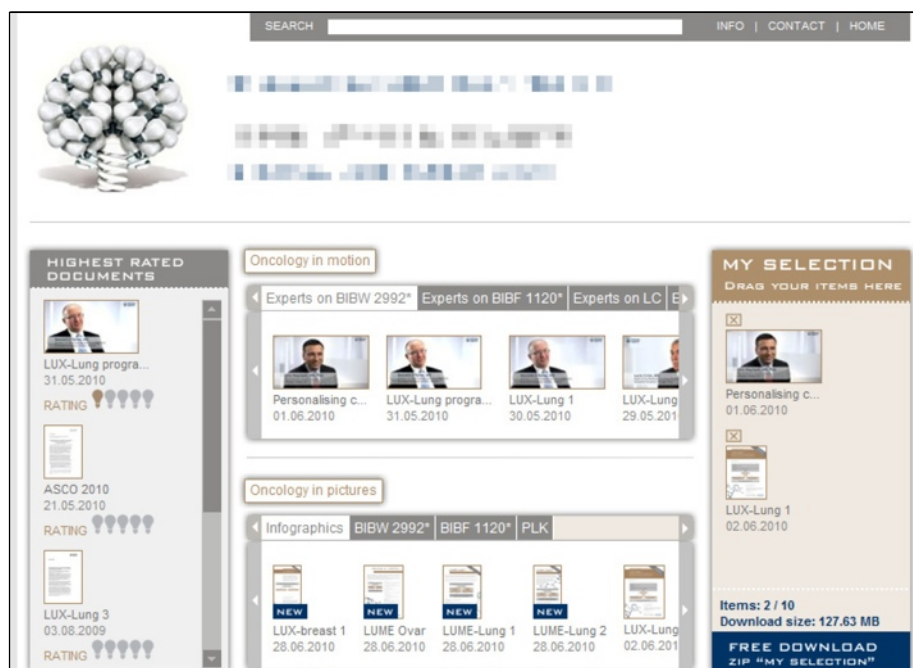 SEARCH
INFO | CONTACT | HOME
HIGHEST RATED
DOCUMENTS
LUX-Lung progra...
31.05.2010
RATING
ASCO 2010
21.05.2010
RATING
LUX-Lung 3
03.08.2009
RATING
Oncology in motion
Experts on BIBW 2992* Experts on BIBF 1120* Experts on LC E
Personalising c... LUX-Lung progra... LUX-Lung 1 LUX-Lung
01.06.2010 31.05.2010 30.05.2010 29.05.201
Oncology in pictures
Infographics BIBW 2992* BIBF 1120* PLK
NEW NEW NEW NEW
LUX-breast 1 LUME Ovar LUME-Lung 1 LUME-Lung 2 LUX-Lung
28.06.2010 28.06.2010 28.06.2010 28.06.2010 02.06.2010
MY SELECTION
DRAG YOUR ITEMS HERE
Personalising c...
01.06.2010
LUX-Lung 1
02.06.2010
Items: 2 / 10
Download size: 127.63 MB
FREE DOWNLOAD
ZIP "MY SELECTION"